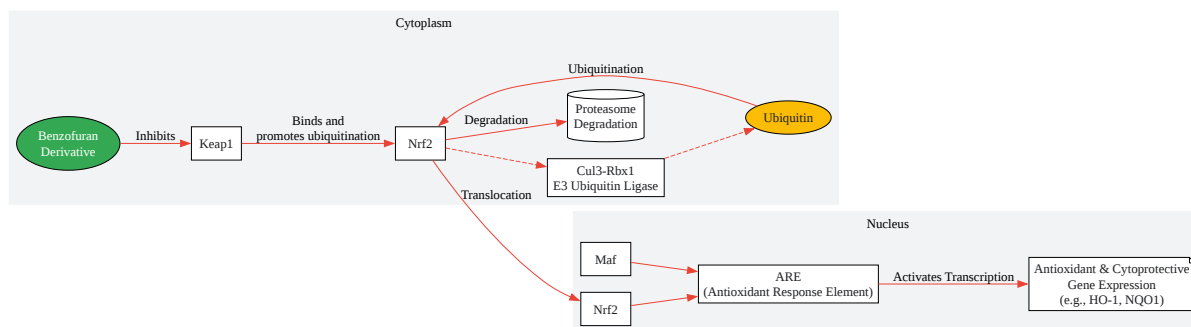 Cytoplasm
Ubiquitination
Benzofuran
Derivative
Inhibits
Keap1
Binds and
promotes ubiquitination
Nrf2
Degradation
Proteasome
Degradation
Ubiquitin
Cul3-Rbx1
E3 Ubiquitin Ligase
Translocation
Nucleus
Maf
Nrf2
ARE
(Antioxidant Response Element)
Activates Transcription
Antioxidant & Cytoprotective
Gene Expression
(e.g., HO-1, NQO1)